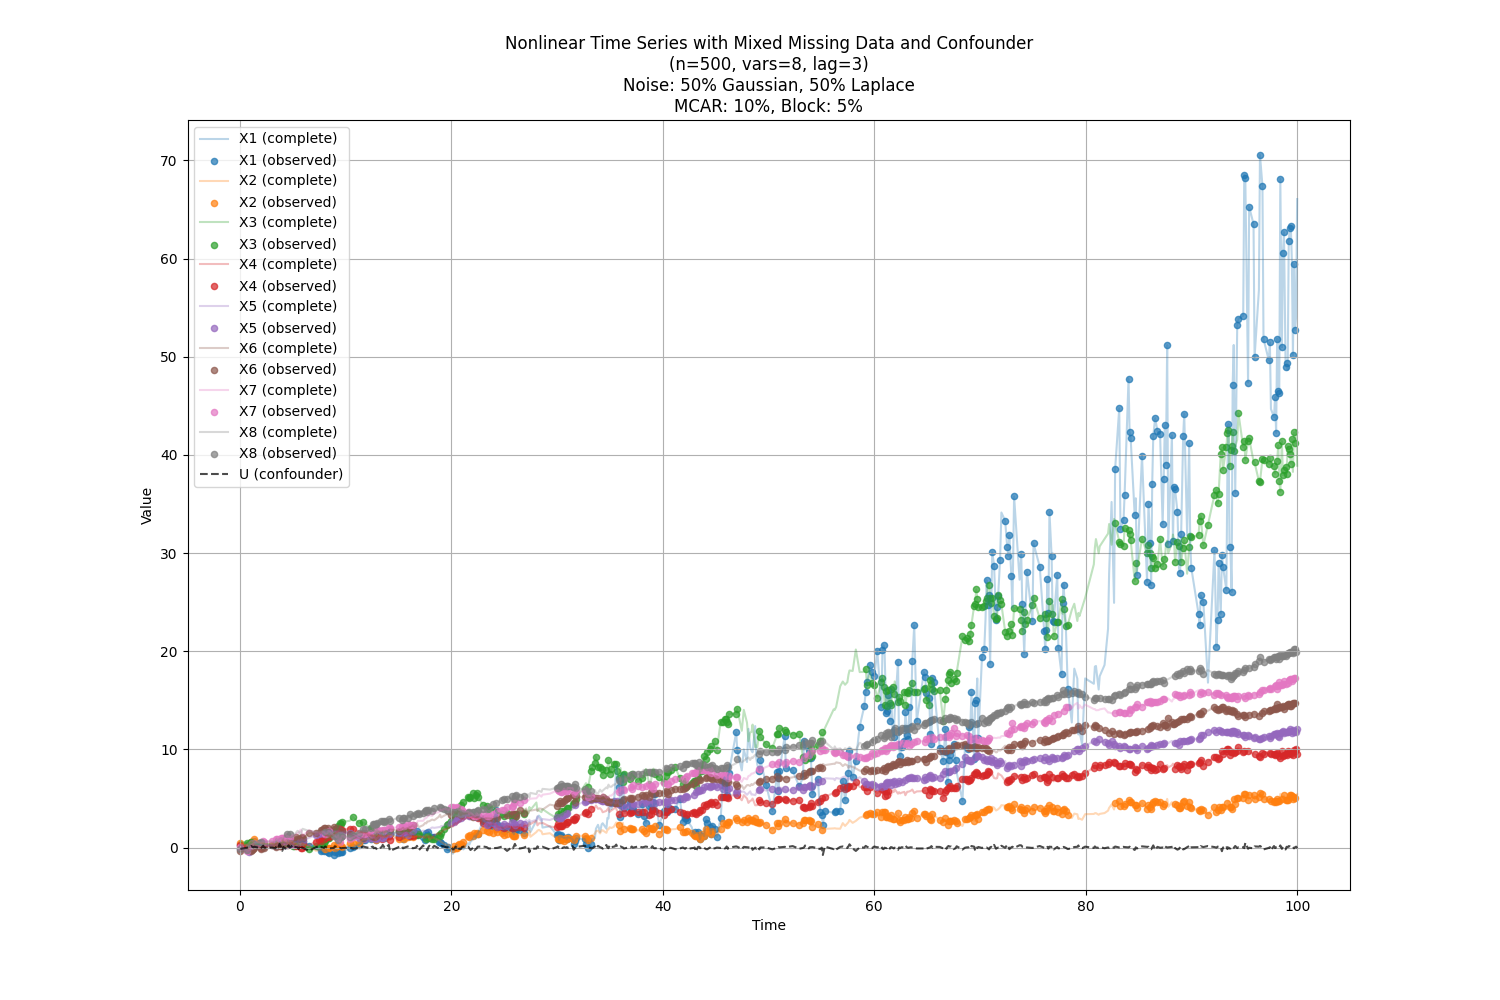 Nonlinear Time Series with Mixed Missing Data and Confounder
(n=500, vars=8, lag=3)
Noise: 50% Gaussian, 50% Laplace
MCAR: 10%, Block: 5%
X1 (complete)
X1 (observed)
X2 (complete)
X2 (observed)
X3 (complete)
X3 (observed)
X4 (complete)
X4 (observed)
X5 (complete)
X5 (observed)
X6 (complete)
X6 (observed)
X7 (complete)
X7 (observed)
X8 (complete)
X8 (observed)
U (confounder)
Value
70
60
50
40
30
20
10
0
0 20 40 60 80 100
Time